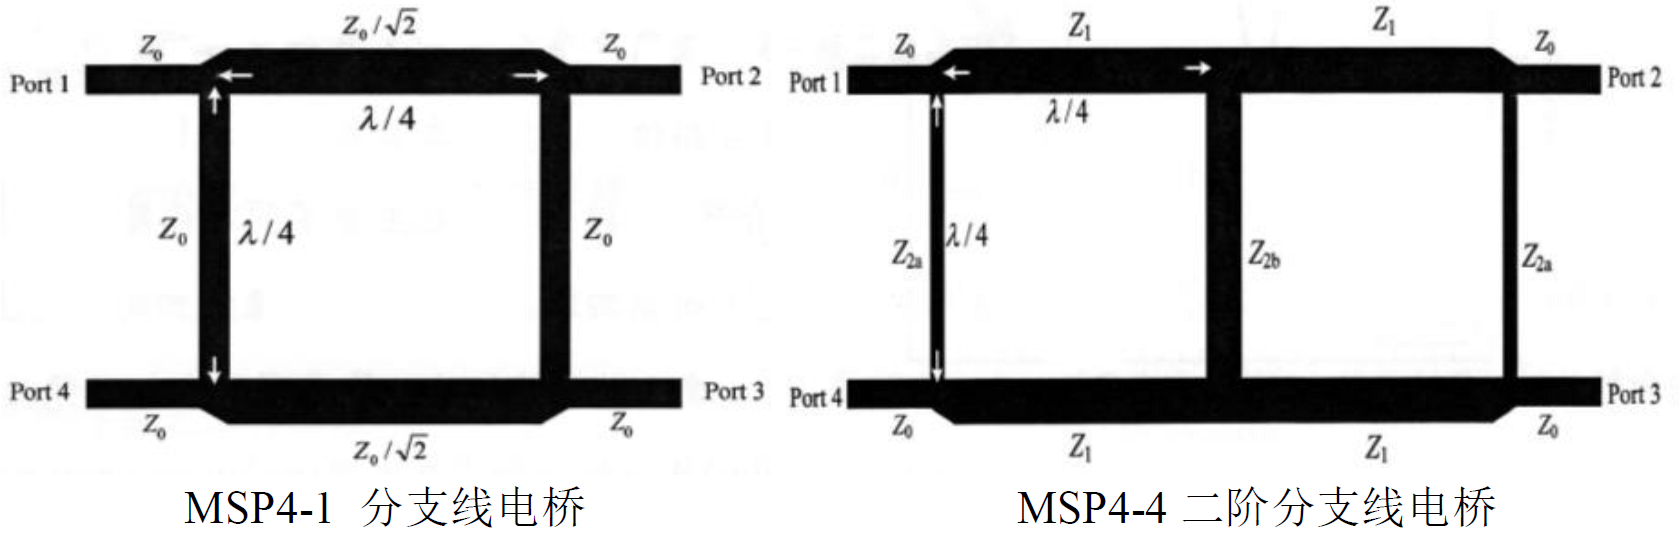 Z₀/√2
Z₀
Z₀
Port 1
Port 2
λ/4
Z₀
λ/4
Z₀
Port 4
Port 3
Z₀
Z₀
Z₀/√2
MSP4-1 分支线电桥
Z₁
Z₁
Z₀
Z₀
Port 1
Port 2
λ/4
Z₂ₐ
λ/4
Z2b
Z₂ₐ
Port 4
Port 3
Z₀
Z₀
Z₁
Z₁
MSP4-4 二阶分支线电桥